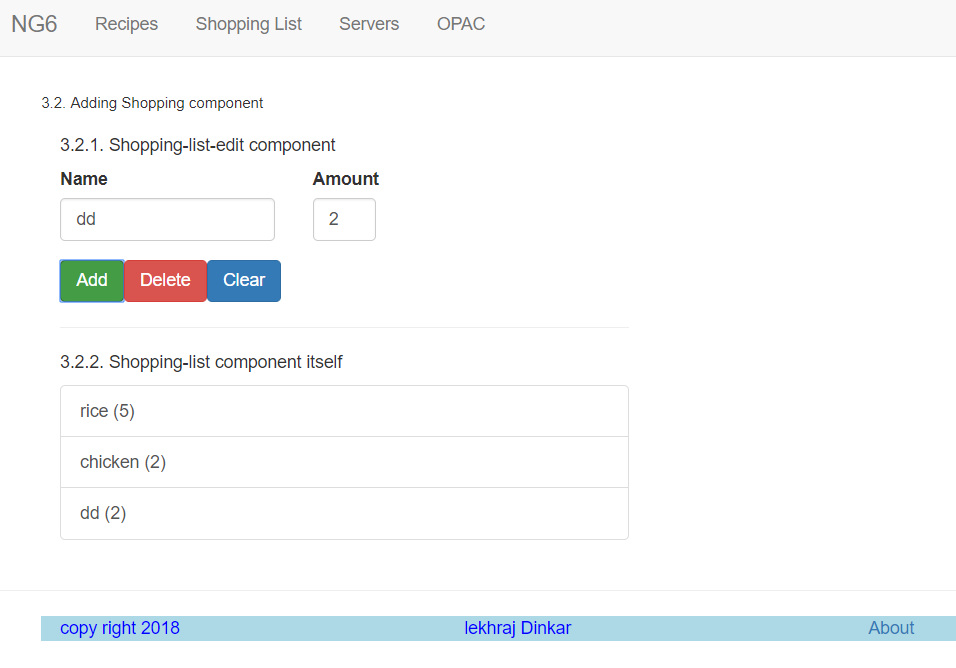 NG6 Recipes Shopping List Servers OPAC
3.2. Adding Shopping component
3.2.1. Shopping-list-edit component
Name Amount
dd 2
Add Delete Clear
3.2.2. Shopping-list component itself
rice (5)
chicken (2)
dd (2)
copy right 2018 lekhraj Dinkar About